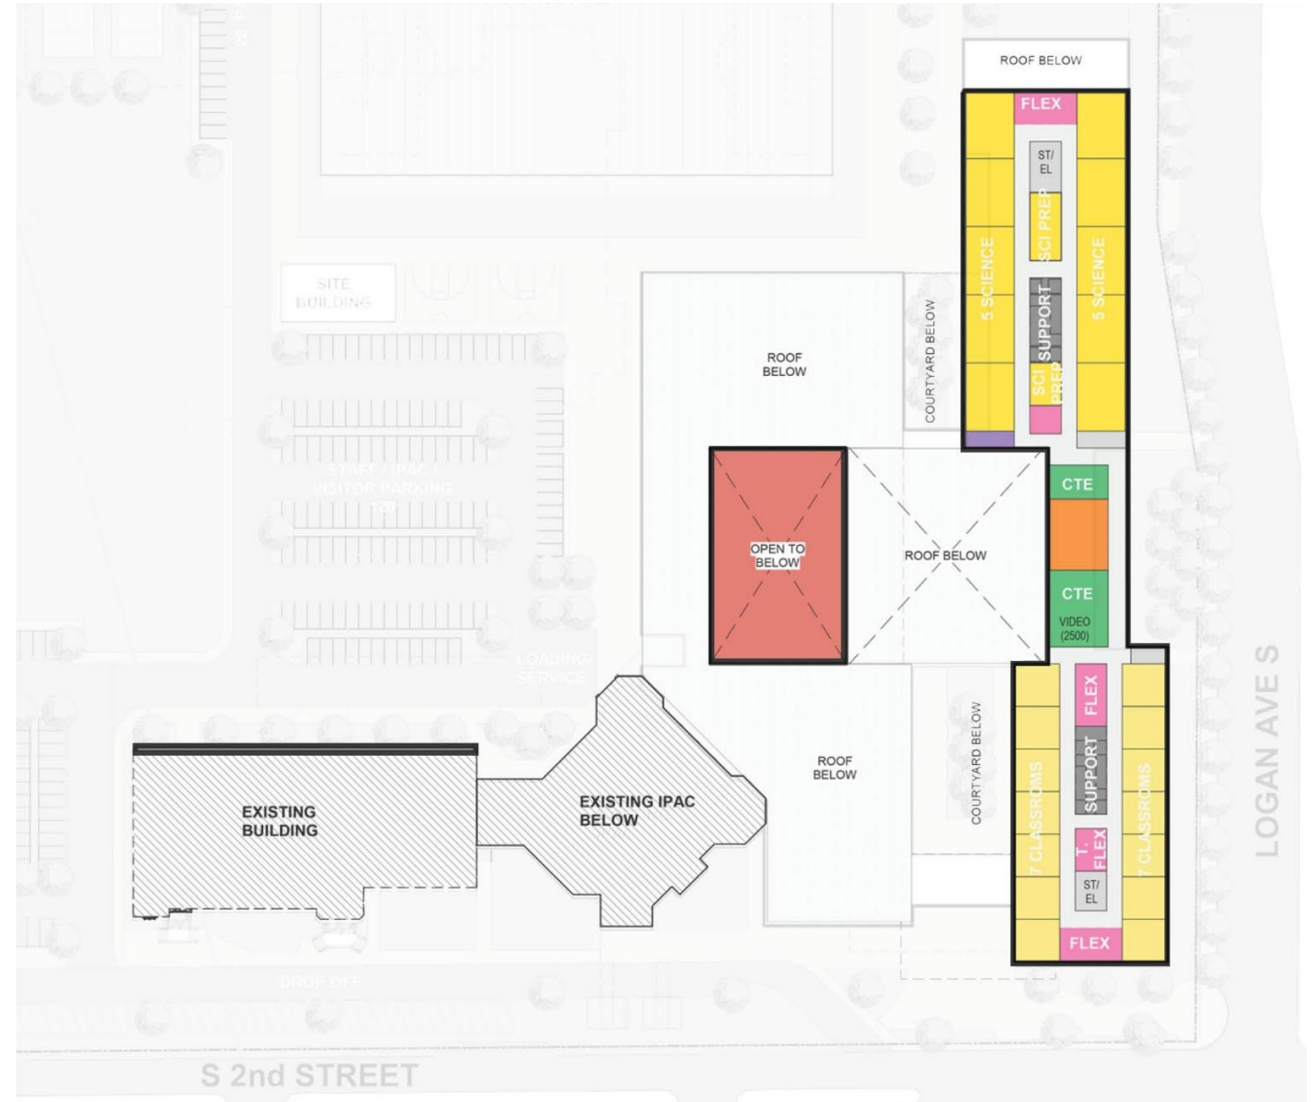 20 PA
ROOF BELOW
FLEX
ST/
EL
SCI PREP
5 SCIENCE
5 SCIENCE
SUPPORT
SCI
PREP
SITE
BUILDING
COURTYARD BELOW
ROOF
BELOW
STAFF / IPAC /
VISITOR PARKING
CTE
OPEN TO
BELOW
ROOF BELOW
CTE
VIDEO
(2500)
LOADING/
SERVICE
FLEX
SUPPORT
COURTYARD BELOW
ROOF
BELOW
7 CLASSROMS
7 CLASSROMS
T.
FLEX
ST/
EL
FLEX
EXISTING
BUILDING
EXISTING IPAC
BELOW
LOGAN AVE S
DROP OFF
S 2nd STREET